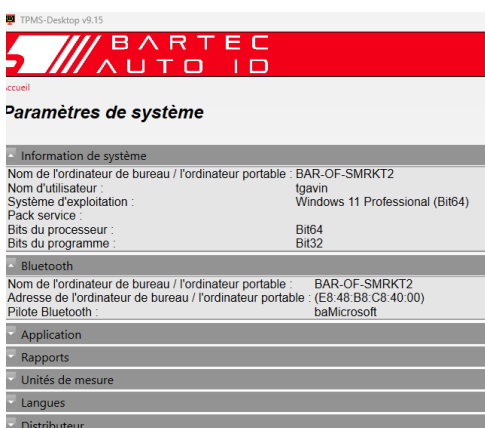 TPMS-Desktop v9.15
BARTEC
AUTO ID
Accueil
Paramètres de système
Information de système
Nom de l'ordinateur de bureau / l'ordinateur portable : BAR-OF-SMRKT2
Nom d'utilisateur : tgavin
Système d'exploitation : Windows 11 Professional (Bit64)
Pack service :
Bits du processeur : Bit64
Bits du programme : Bit32
Bluetooth
Nom de l'ordinateur de bureau / l'ordinateur portable : BAR-OF-SMRKT2
Adresse de l'ordinateur de bureau / l'ordinateur portable : (E8:48:B8:C8:40:00)
Pilote Bluetooth : baMicrosoft
Application
Rapports
Unités de mesure
Langues
Distributeur